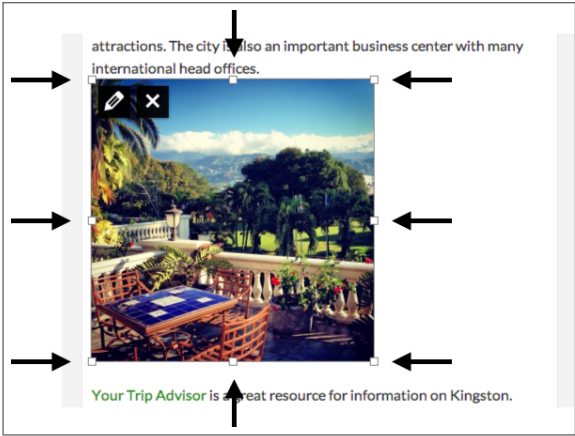 attractions. The city is also an important business center with many
international head offices.
Your Trip Advisor is a great resource for information on Kingston.